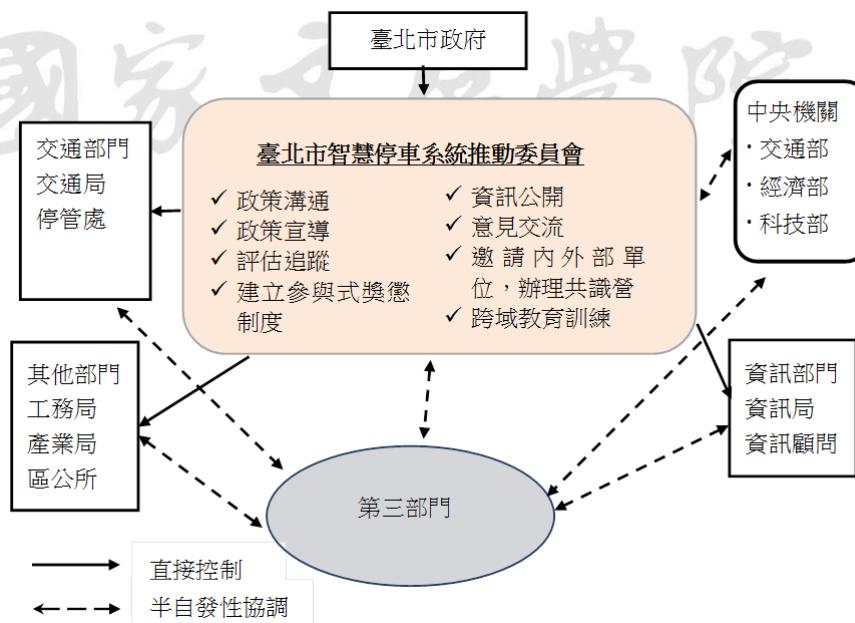 臺北市政府
國家文官學院
臺北市智慧停車系統推動委員會
✓ 政策溝通
✓ 政策宣導
✓ 評估追蹤
✓ 建立參與式獎懲
制度
✓ 資訊公開
✓ 意見交流
✓ 邀請內外部單
位，辦理共識營
✓ 跨域教育訓練
交通部門
交通局
停管處
中央機關
・交通部
・經濟部
・科技部
其他部門
工務局
產業局
區公所
資訊部門
資訊局
資訊顧問
第三部門
直接控制
半自發性協調